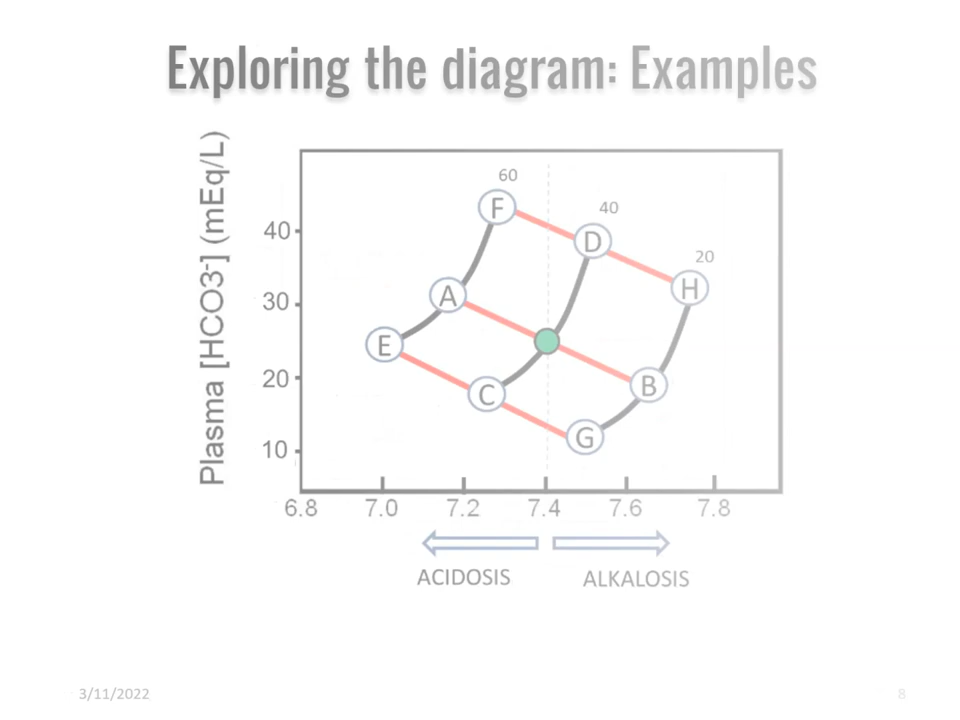 Exploring the diagram: Examples
Plasma [HCO3-] (mEq/L)
60
F
40
40
D
20
H
30
A
E
20
C
B
G
10
6.8 7.0 7.2 7.4 7.6 7.8
ACIDOSIS ALKALOSIS
3/11/2022 8